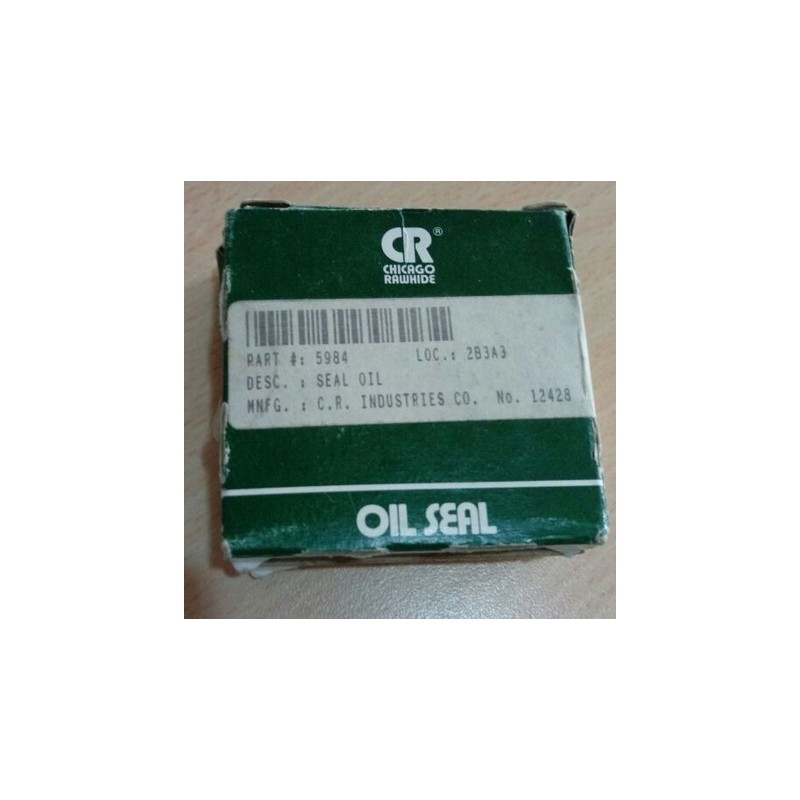 CR®
CHICAGO
RAWHIDE
PART #: 5984 LOC.: 2B3A3
DESC. : SEAL OIL
MNFG. : C.R. INDUSTRIES CO. No. 12428
OIL SEAL